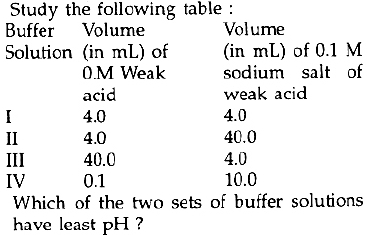 Study the following table :
Buffer Volume Volume
Solution (in mL) of (in mL) of 0.1 M
0.M Weak sodium salt of
acid weak acid
I 4.0 4.0
II 4.0 40.0
III 40.0 4.0
IV 0.1 10.0
Which of the two sets of buffer solutions
have least pH ?